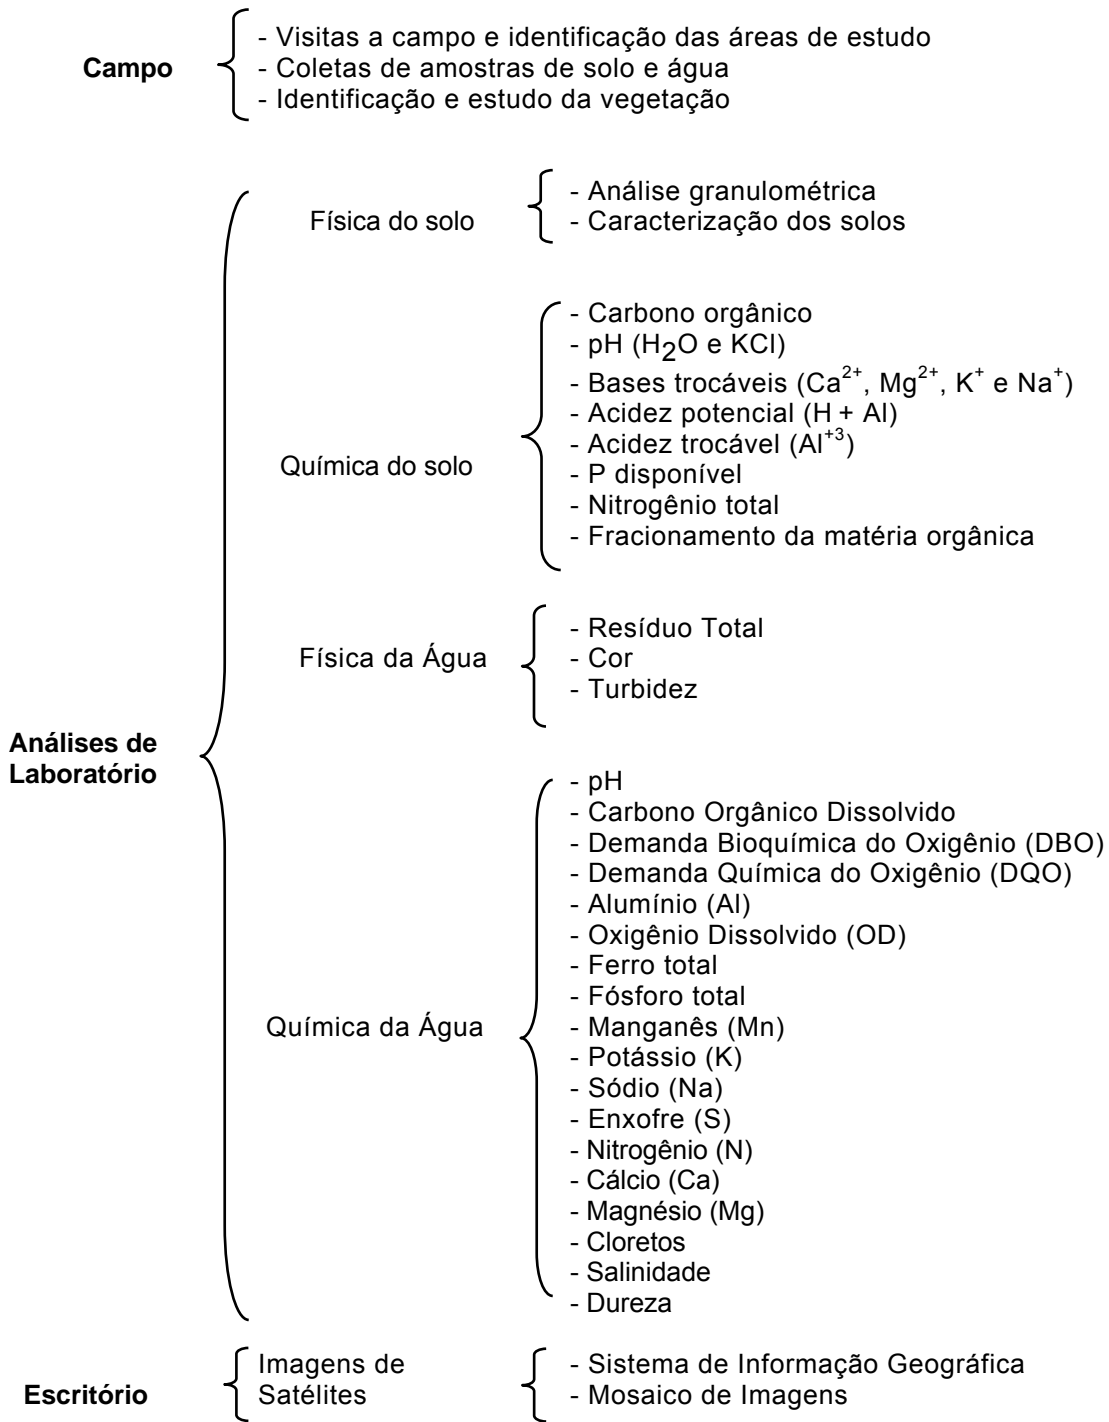 Campo
- Visitas a campo e identificação das áreas de estudo
- Coletas de amostras de solo e água
- Identificação e estudo da vegetação
Análises de
Laboratório
Física do solo
- Análise granulométrica
- Caracterização dos solos
Química do solo
- Carbono orgânico
- pH (H₂O e KCl)
- Bases trocáveis (Ca²⁺, Mg²⁺, K⁺ e Na⁺)
- Acidez potencial (H + Al)
- Acidez trocável (Al⁺³)
- P disponível
- Nitrogênio total
- Fracionamento da matéria orgânica
Física da Água
- Resíduo Total
- Cor
- Turbidez
Química da Água
- pH
- Carbono Orgânico Dissolvido
- Demanda Bioquímica do Oxigênio (DBO)
- Demanda Química do Oxigênio (DQO)
- Alumínio (Al)
- Oxigênio Dissolvido (OD)
- Ferro total
- Fósforo total
- Manganês (Mn)
- Potássio (K)
- Sódio (Na)
- Enxofre (S)
- Nitrogênio (N)
- Cálcio (Ca)
- Magnésio (Mg)
- Cloretos
- Salinidade
- Dureza
Escritório
Imagens de
Satélites
- Sistema de Informação Geográfica
- Mosaico de Imagens